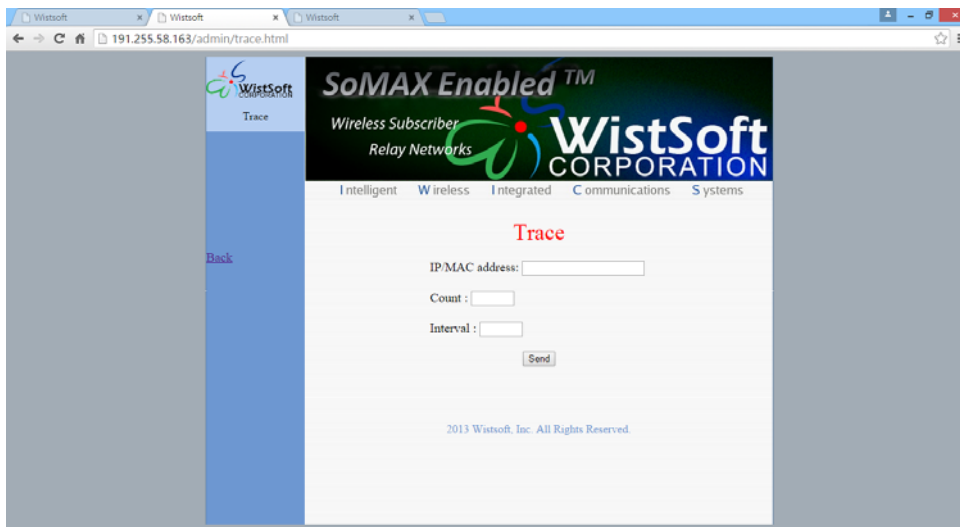 Wistsoft
Wistsoft
Wistsoft
191.255.58.163/admin/trace.html
WistSoft
CORPORATION
Trace
SoMAX Enabled ™
Wireless Subscriber
Relay Networks
WistSoft
CORPORATION
Intelligent Wireless Integrated Communications Systems
Trace
Back
IP/MAC address:
Count :
Interval :
Send
2013 Wistsoft, Inc. All Rights Reserved.